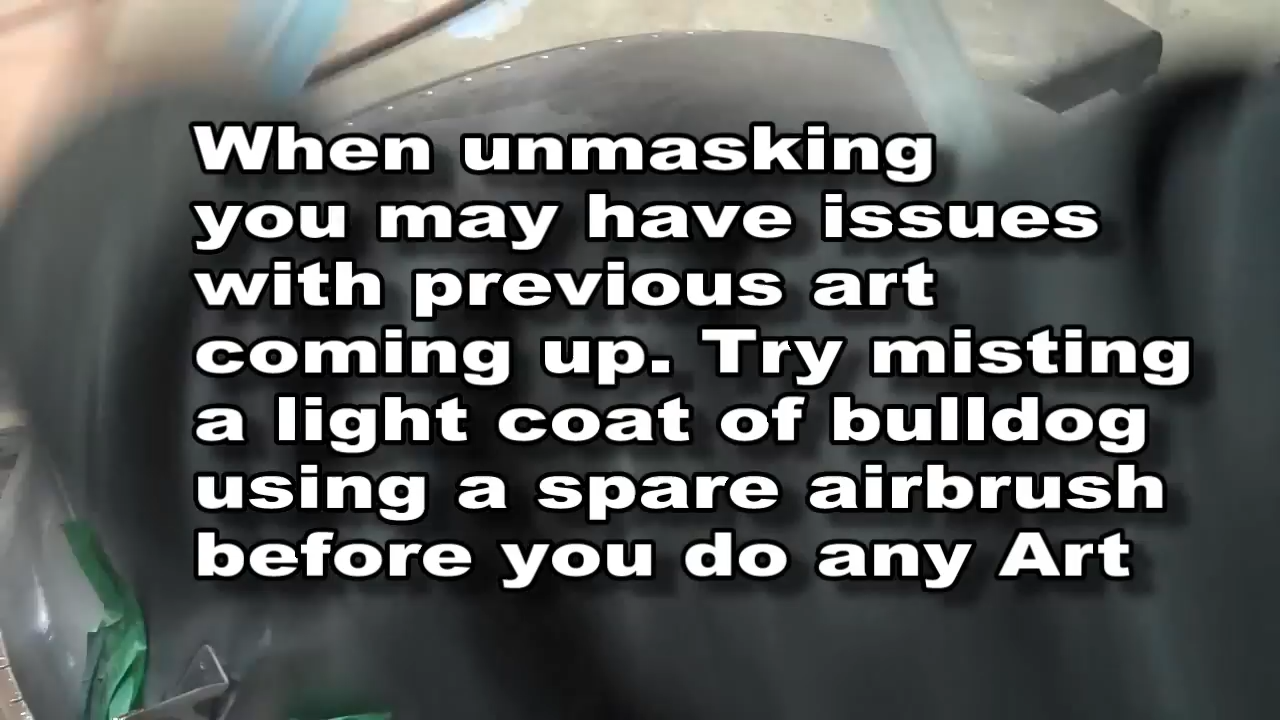 When unmasking
you may have issues
with previous art
coming up. Try misting
a light coat of bulldog
using a spare airbrush
before you do any Art